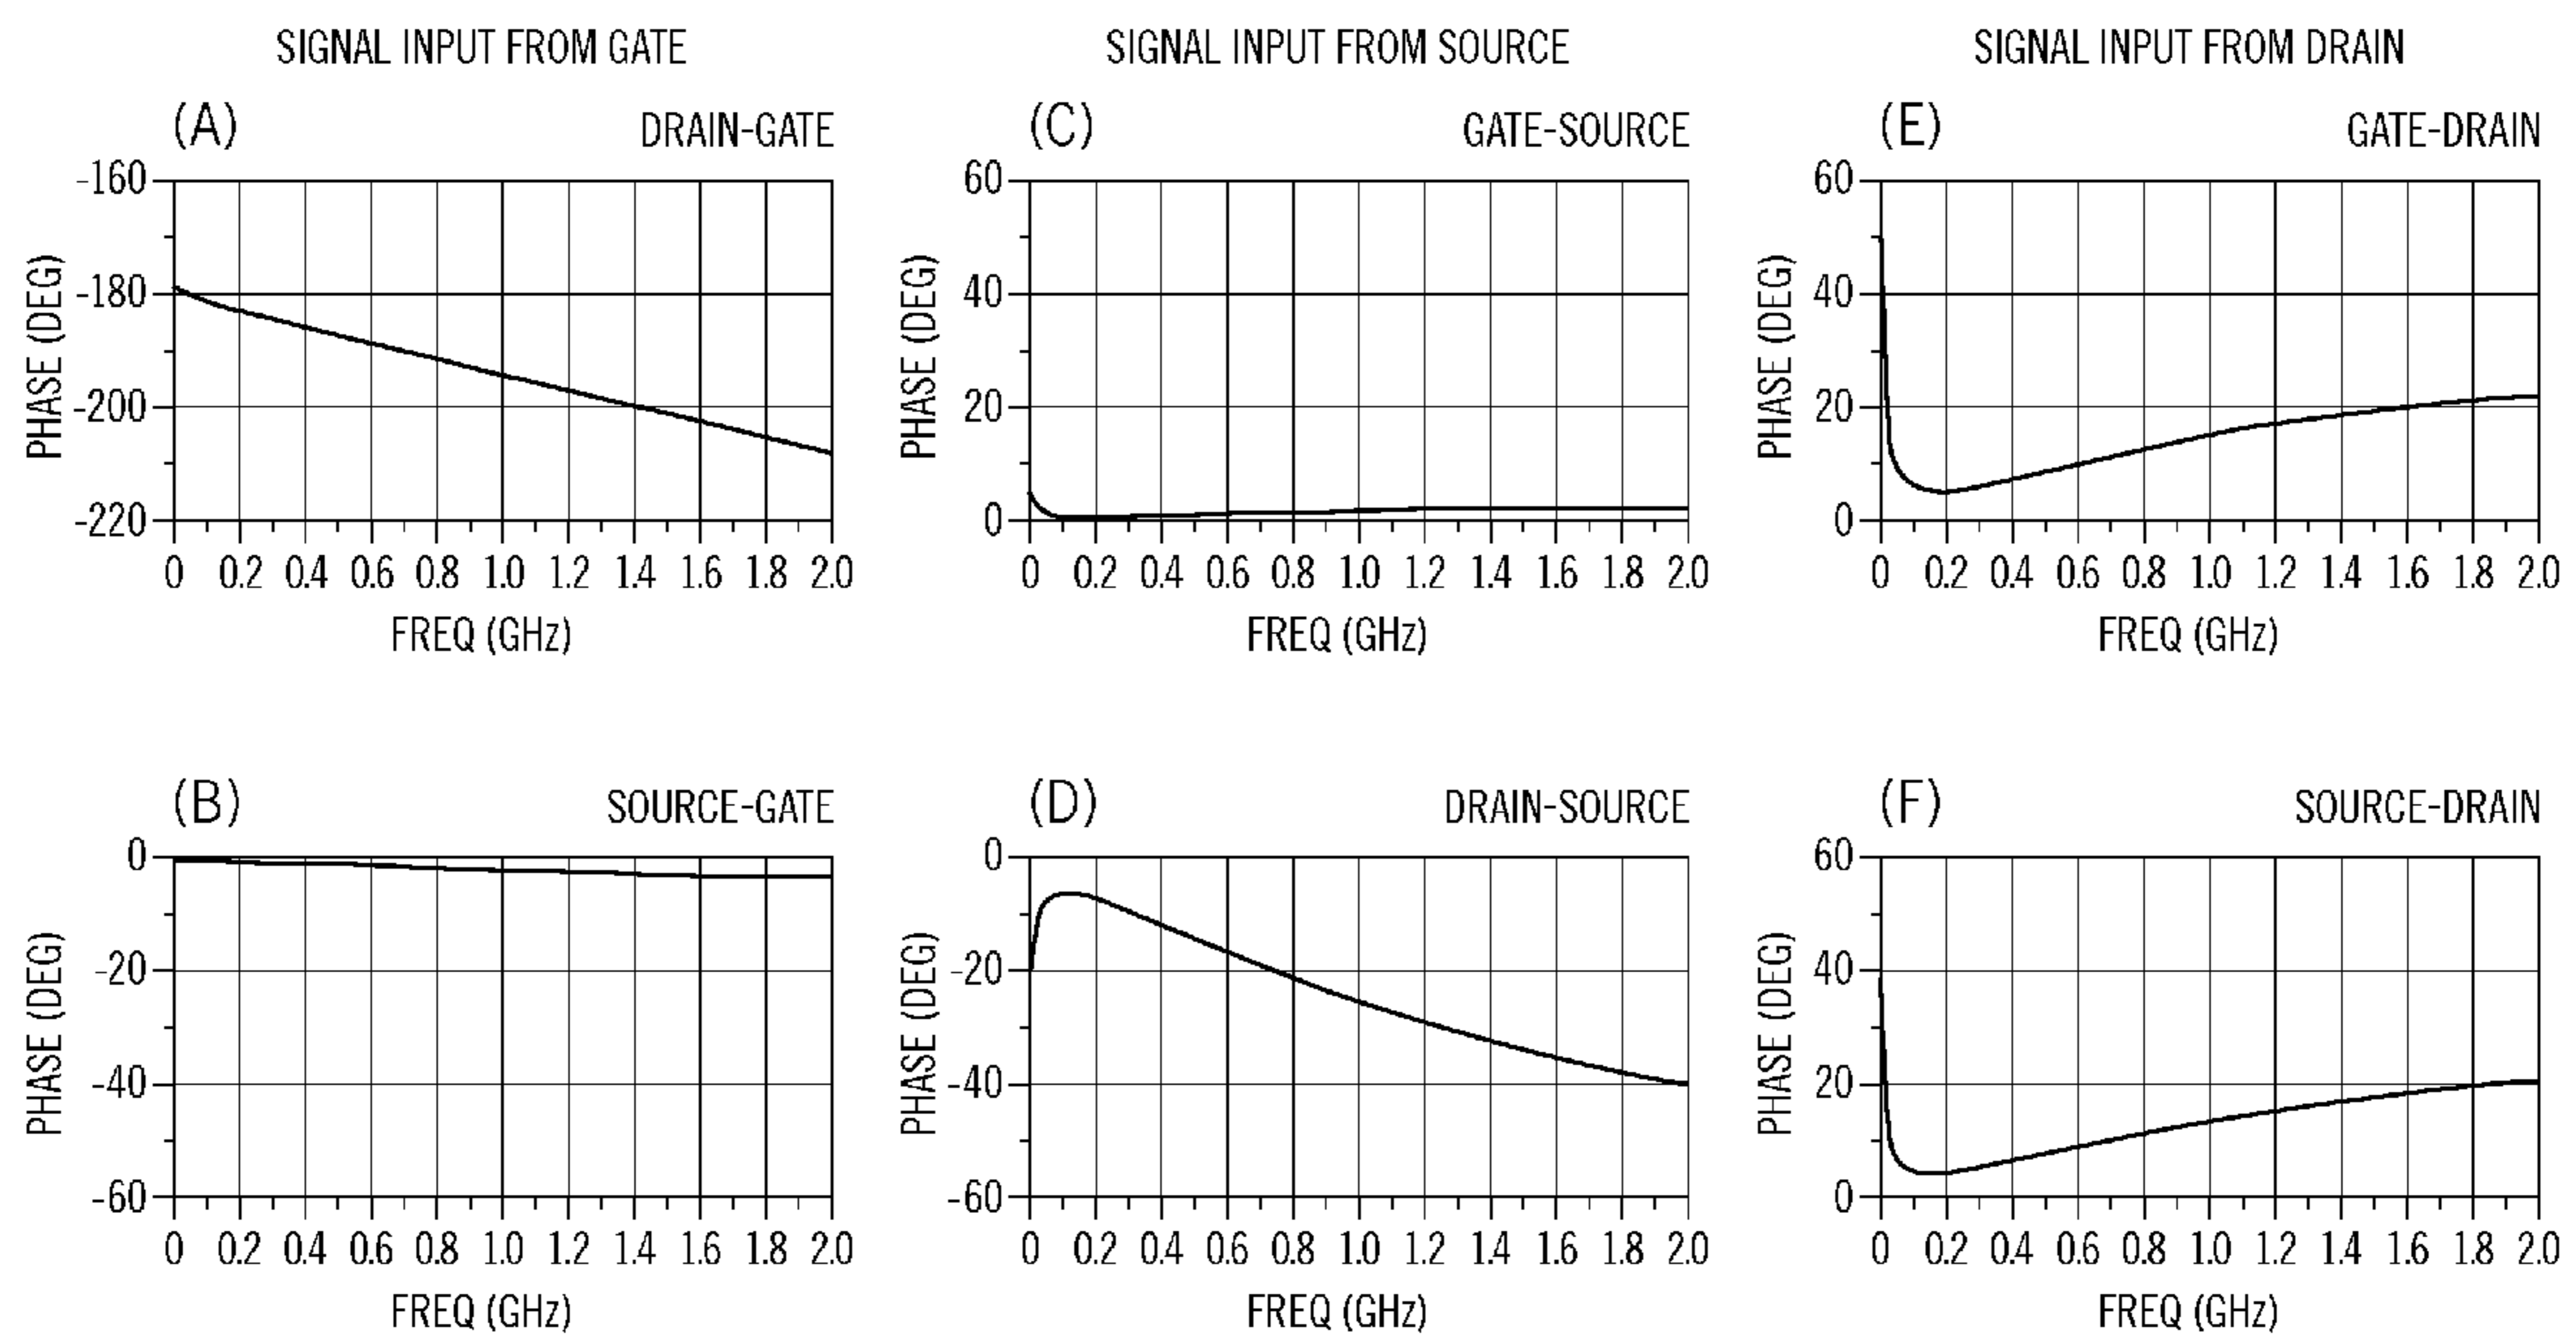 SIGNAL INPUT FROM GATE
SIGNAL INPUT FROM SOURCE
SIGNAL INPUT FROM DRAIN
(A)
DRAIN-GATE
-160
-180
-200
-220
PHASE (DEG)
0 0.2 0.4 0.6 0.8 1.0 1.2 1.4 1.6 1.8 2.0
FREQ (GHz)
(C)
GATE-SOURCE
60
40
20
0
PHASE (DEG)
0 0.2 0.4 0.6 0.8 1.0 1.2 1.4 1.6 1.8 2.0
FREQ (GHz)
(E)
GATE-DRAIN
60
40
20
0
PHASE (DEG)
0 0.2 0.4 0.6 0.8 1.0 1.2 1.4 1.6 1.8 2.0
FREQ (GHz)
(B)
SOURCE-GATE
0
-20
-40
-60
PHASE (DEG)
0 0.2 0.4 0.6 0.8 1.0 1.2 1.4 1.6 1.8 2.0
FREQ (GHz)
(D)
DRAIN-SOURCE
0
-20
-40
-60
PHASE (DEG)
0 0.2 0.4 0.6 0.8 1.0 1.2 1.4 1.6 1.8 2.0
FREQ (GHz)
(F)
SOURCE-DRAIN
60
40
20
0
PHASE (DEG)
0 0.2 0.4 0.6 0.8 1.0 1.2 1.4 1.6 1.8 2.0
FREQ (GHz)